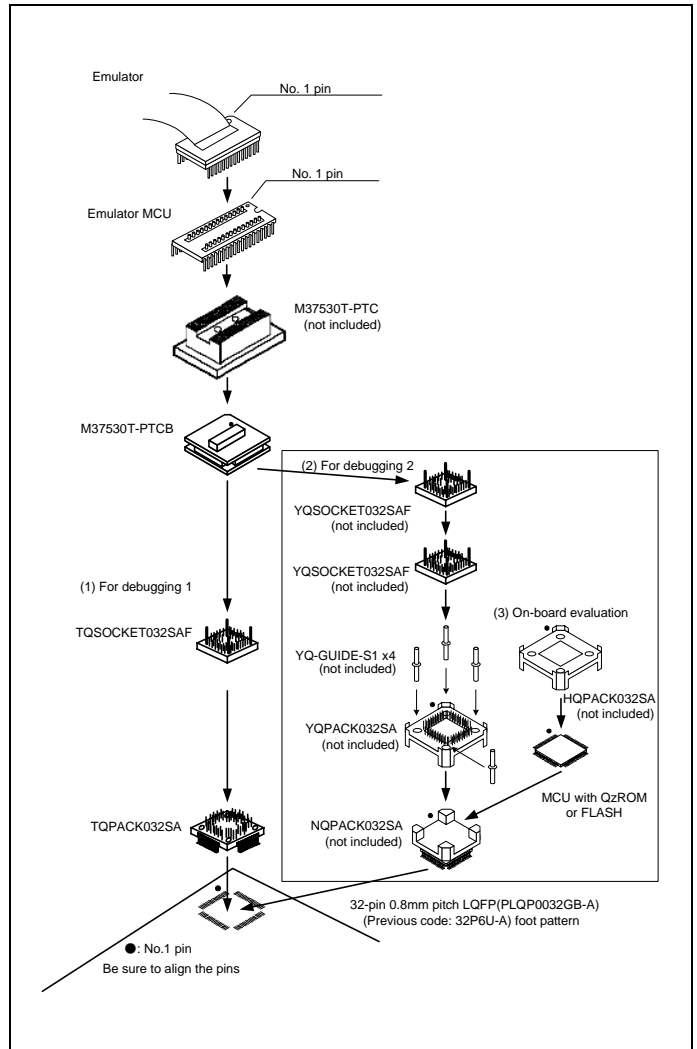 Emulator
No. 1 pin
No. 1 pin
Emulator MCU
M37530T-PTC
(not included)
M37530T-PTCB
(2) For debugging 2
YQSOCKET032SAF
(not included)
YQSOCKET032SAF
(not included)
(1) For debugging 1
TQSOCKET032SAF
(3) On-board evaluation
YQ-GUIDE-S1 x4
(not included)
HQPACK032SA
(not included)
YQPACK032SA
(not included)
MCU with QzROM
or FLASH
NQPACK032SA
(not included)
TQPACK032SA
32-pin 0.8mm pitch LQFP(PLQP0032GB-A)
(Previous code: 32P6U-A) foot pattern
●: No.1 pin
Be sure to align the pins